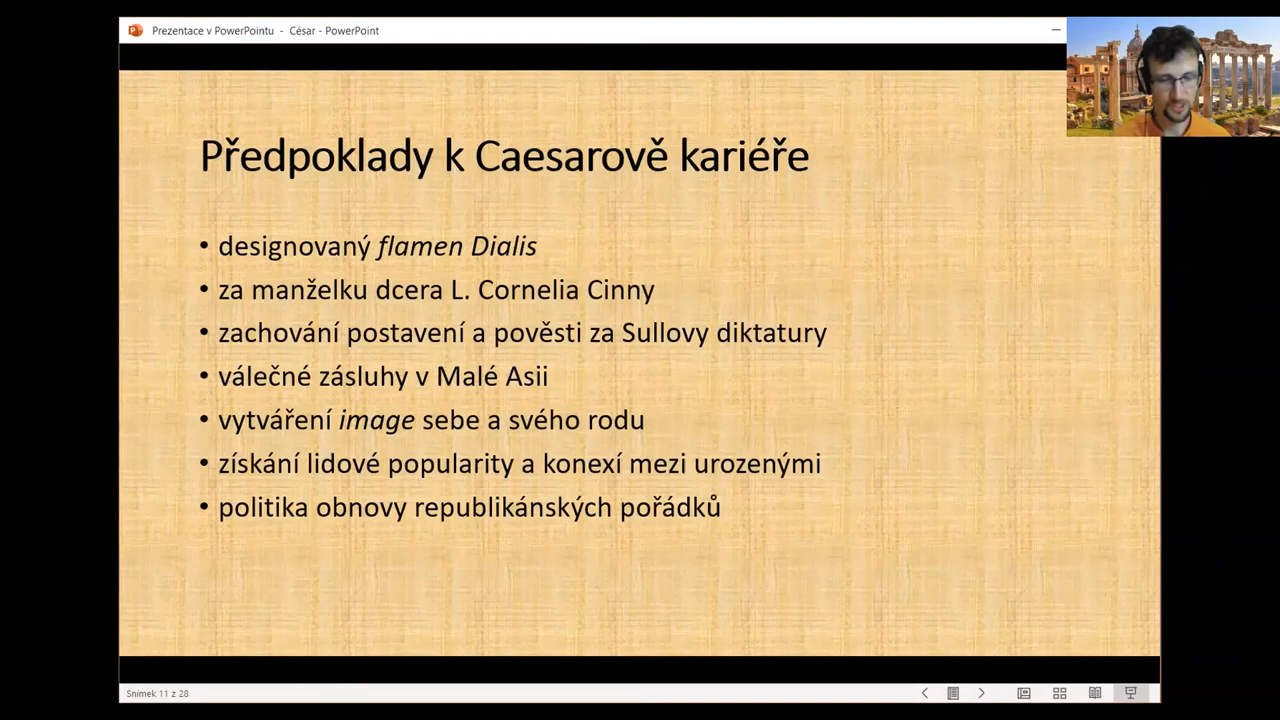 Prezentace v PowerPointu - César - PowerPoint
Předpoklady k Caesarově kariéře
• designovaný flamen Dialis
• za manželku dcera L. Cornelia Cinny
• zachování postavení a pověsti za Sullovy diktatury
• válečné zásluhy v Malé Asii
• vytváření image sebe a svého rodu
• získání lidové popularity a konexí mezi urozenými
• politika obnovy republikánských pořádků
Snímek 11 z 28